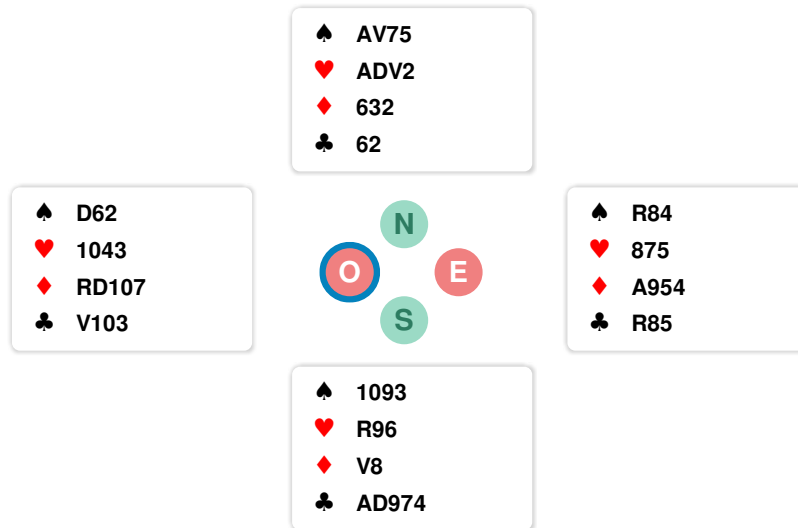 ♠ AV75
♥ ADV2
♦ 632
♣ 62
♠ D62
♥ 1043
♦ RD107
♣ V103
N
O
E
S
♠ R84
♥ 875
♦ A954
♣ R85
♠ 1093
♥ R96
♦ V8
♣ AD974